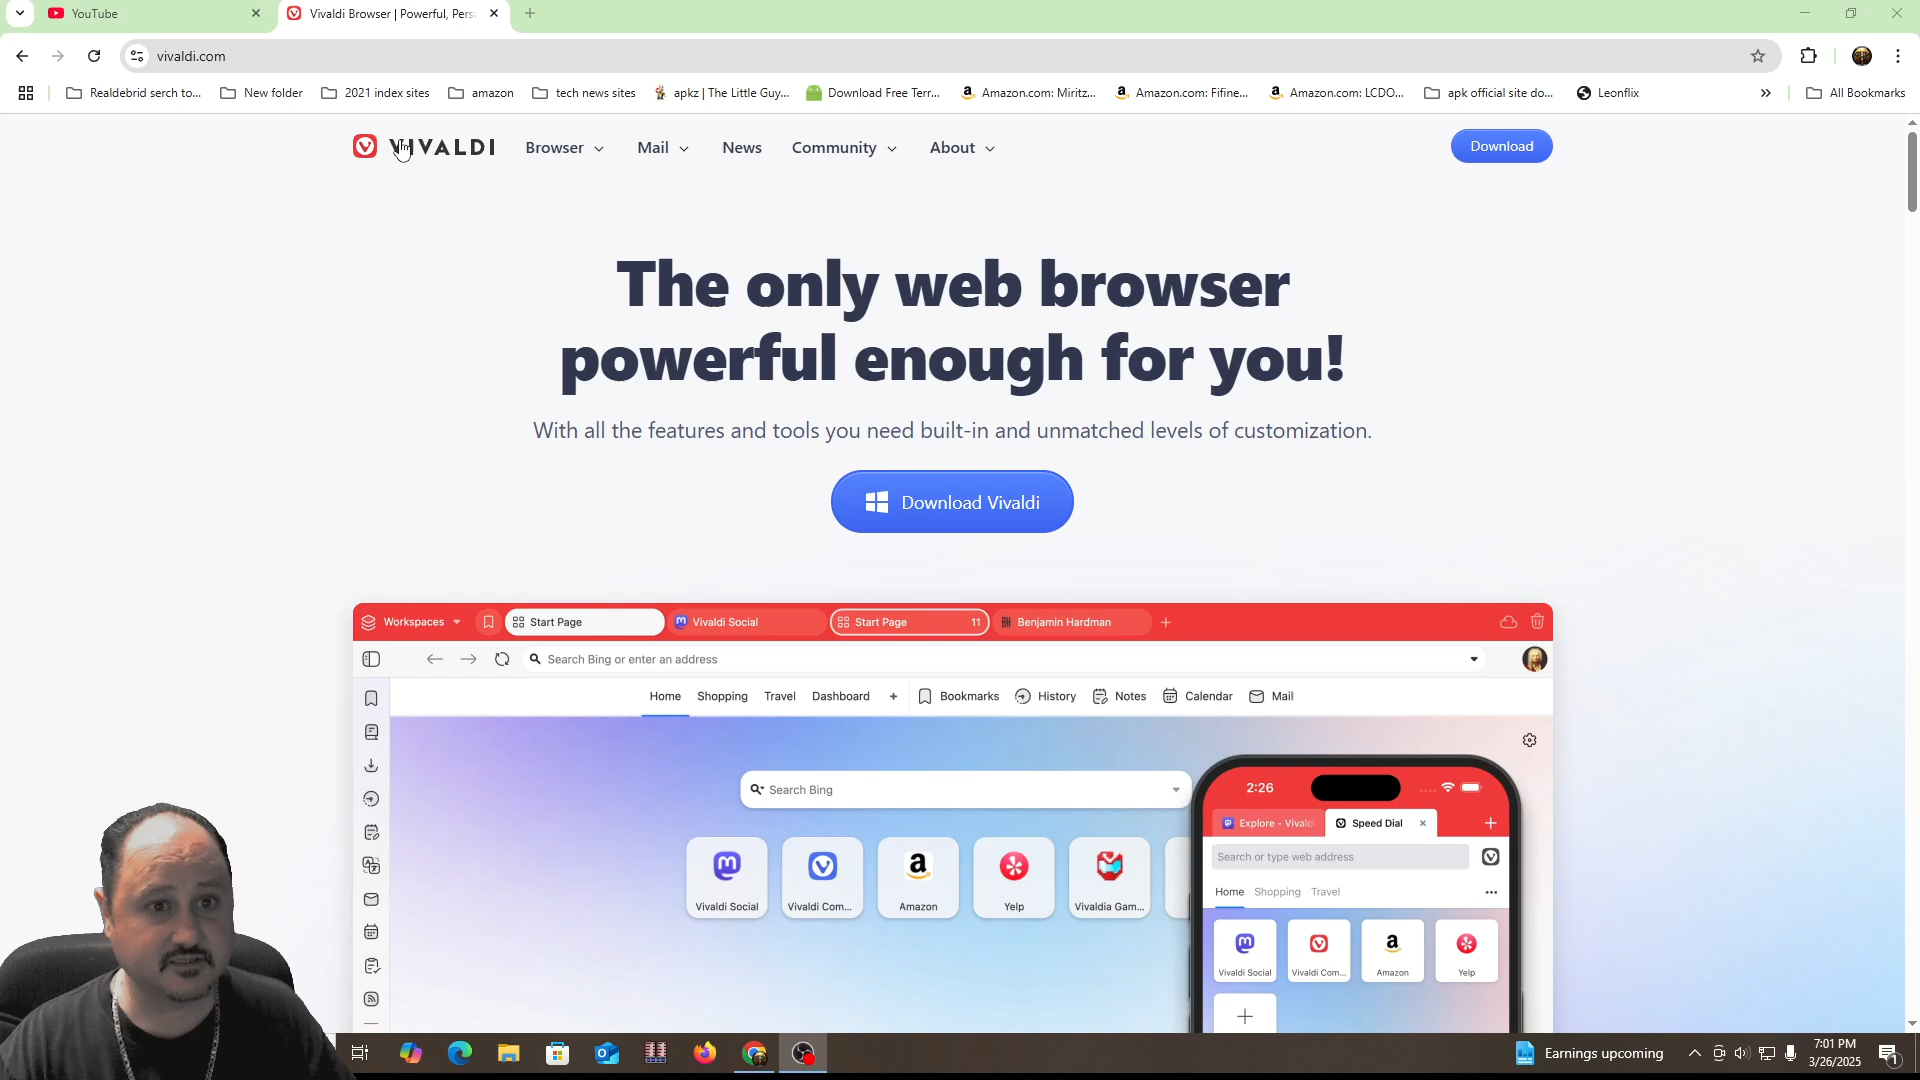 YouTube
Vivaldi Browser | Powerful, Pers
vivaldi.com
Realdebrid serch to...
New folder
2021 index sites
amazon
tech news sites
apkz | The Little Guy...
Download Free Terr...
Amazon.com: Miritz...
Amazon.com: Fifine...
Amazon.com: LCDO...
apk official site do...
Leonflix
All Bookmarks
VIVALDI
Browser
Mail
News
Community
About
Download
The only web browser
powerful enough for you!
With all the features and tools you need built-in and unmatched levels of customization.
Download Vivaldi
Workspaces
Start Page
Vivaldi Social
Start Page
11
Benjamin Hardman
Search Bing or enter an address
Home
Shopping
Travel
Dashboard
Bookmarks
History
Notes
Calendar
Mail
Search Bing
Vivaldi Social
Vivaldi Com...
Amazon
Yelp
Vivaldia Gam...
2:26
Explore - Vivaldi
Speed Dial
Search or type web address
Home
Shopping
Travel
Vivaldi Social
Vivaldi Com...
Amazon
Yelp
Earnings upcoming
7:01 PM
3/26/2025
1